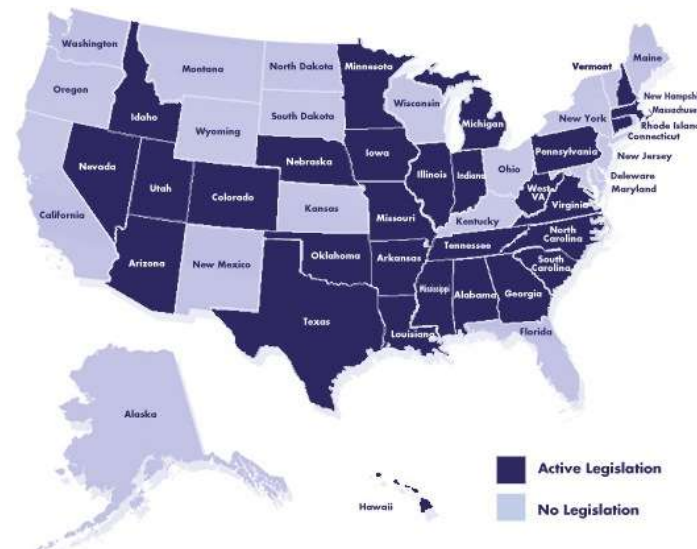 Washington
Montana
North Dakota
Minnesota
Vermont
Maine
Oregon
Idaho
Wyoming
South Dakota
Wisconsin
Michigan
New York
New Hampshi
Massachuse
Rhode Island
Connecticut
Nevada
Utah
Colorado
Nebraska
Iowa
Illinois
Indiana
Ohio
Pennsylvania
New Jersey
Deleware
Maryland
California
Kansas
Missouri
Kentucky
West
VA
Virginia
Arizona
New Mexico
Oklahoma
Arkansas
Tennessee
North
Carolina
South
Carolina
Texas
Louisiana
Mississippi
Alabama
Georgia
Florida
Alaska
Hawaii
Active Legislation
No Legislation